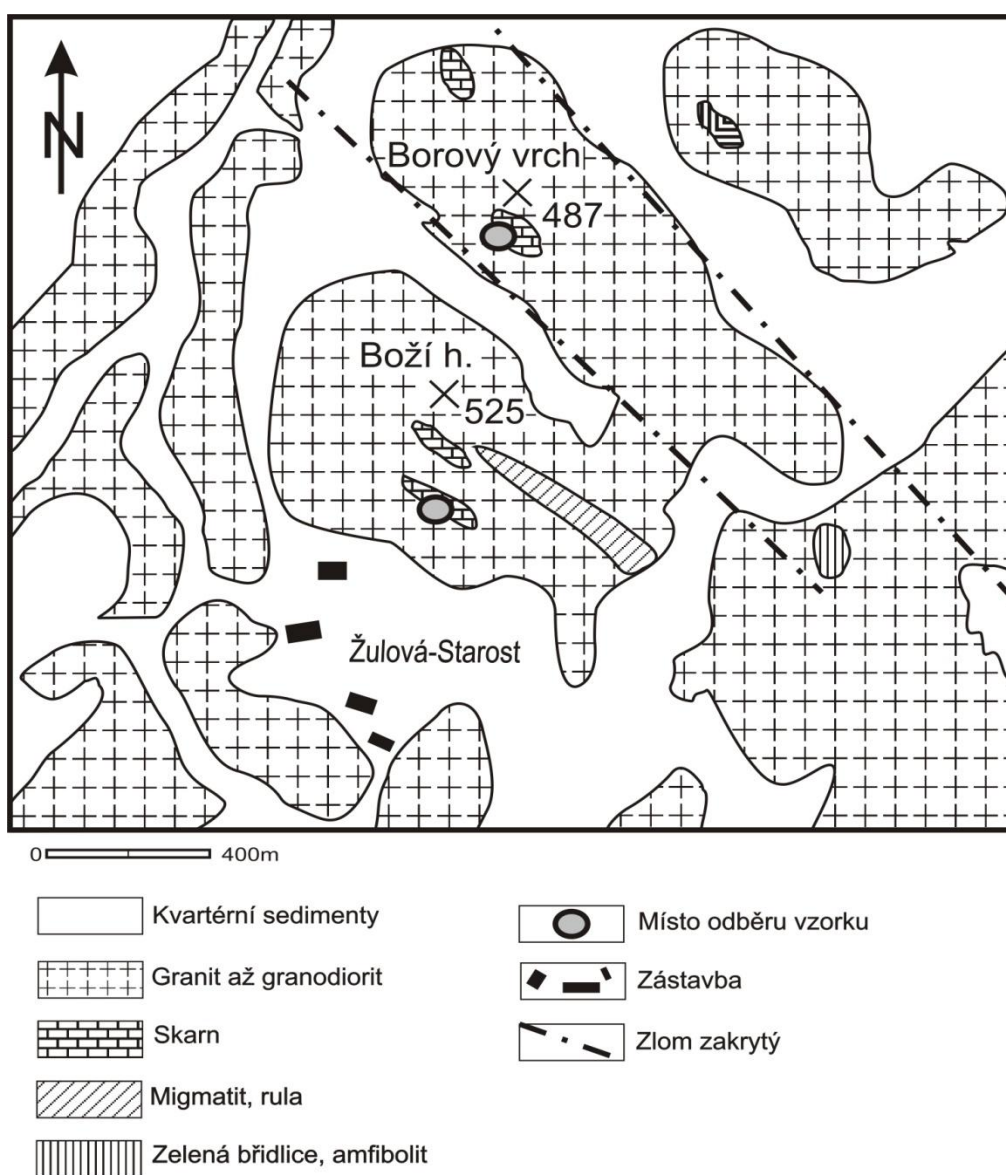 N
Borový vrch
487
Boží h.
525
Žulová-Starost
0 400m
Kvartérní sedimenty
Granit až granodiorit
Skarn
Migmatit, rula
Zelená břidlice, amfibolit
Místo odběru vzorku
Zástavba
Zlom zakrytý